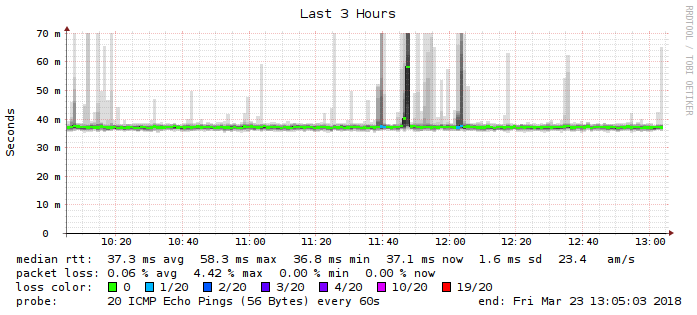 Last 3 Hours
RRDTOOL / TOBI OETIKER
Seconds
70 m
60 m
50 m
40 m
30 m
20 m
10 m
0
10:20 10:40 11:00 11:20 11:40 12:00 12:20 12:40 13:00
median rtt: 37.3 ms avg 58.3 ms max 36.8 ms min 37.1 ms now 1.6 ms sd 23.4 am/s
packet loss: 0.06 % avg 4.42 % max 0.00 % min 0.00 % now
loss color: 0 1/20 2/20 3/20 4/20 10/20 19/20
probe: 20 ICMP Echo Pings (56 Bytes) every 60s end: Fri Mar 23 13:05:03 2018